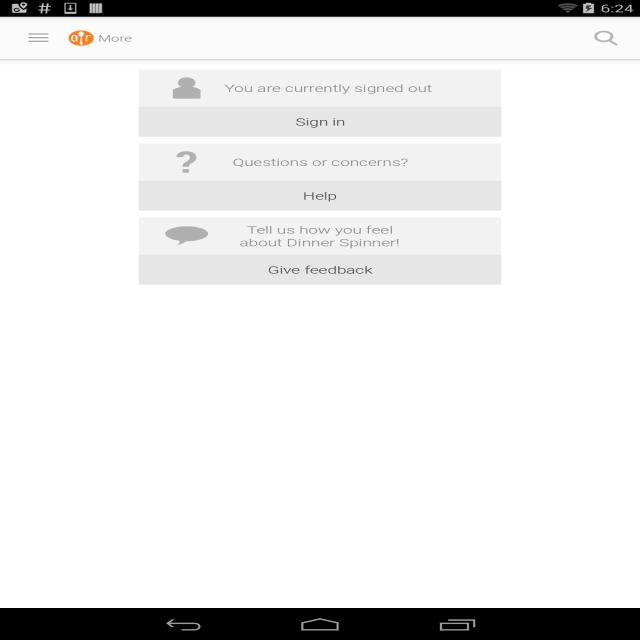 6:24
ar More
You are currently signed out
Sign in
? Questions or concerns?
Help
Tell us how you feel
about Dinner Spinner!
Give feedback